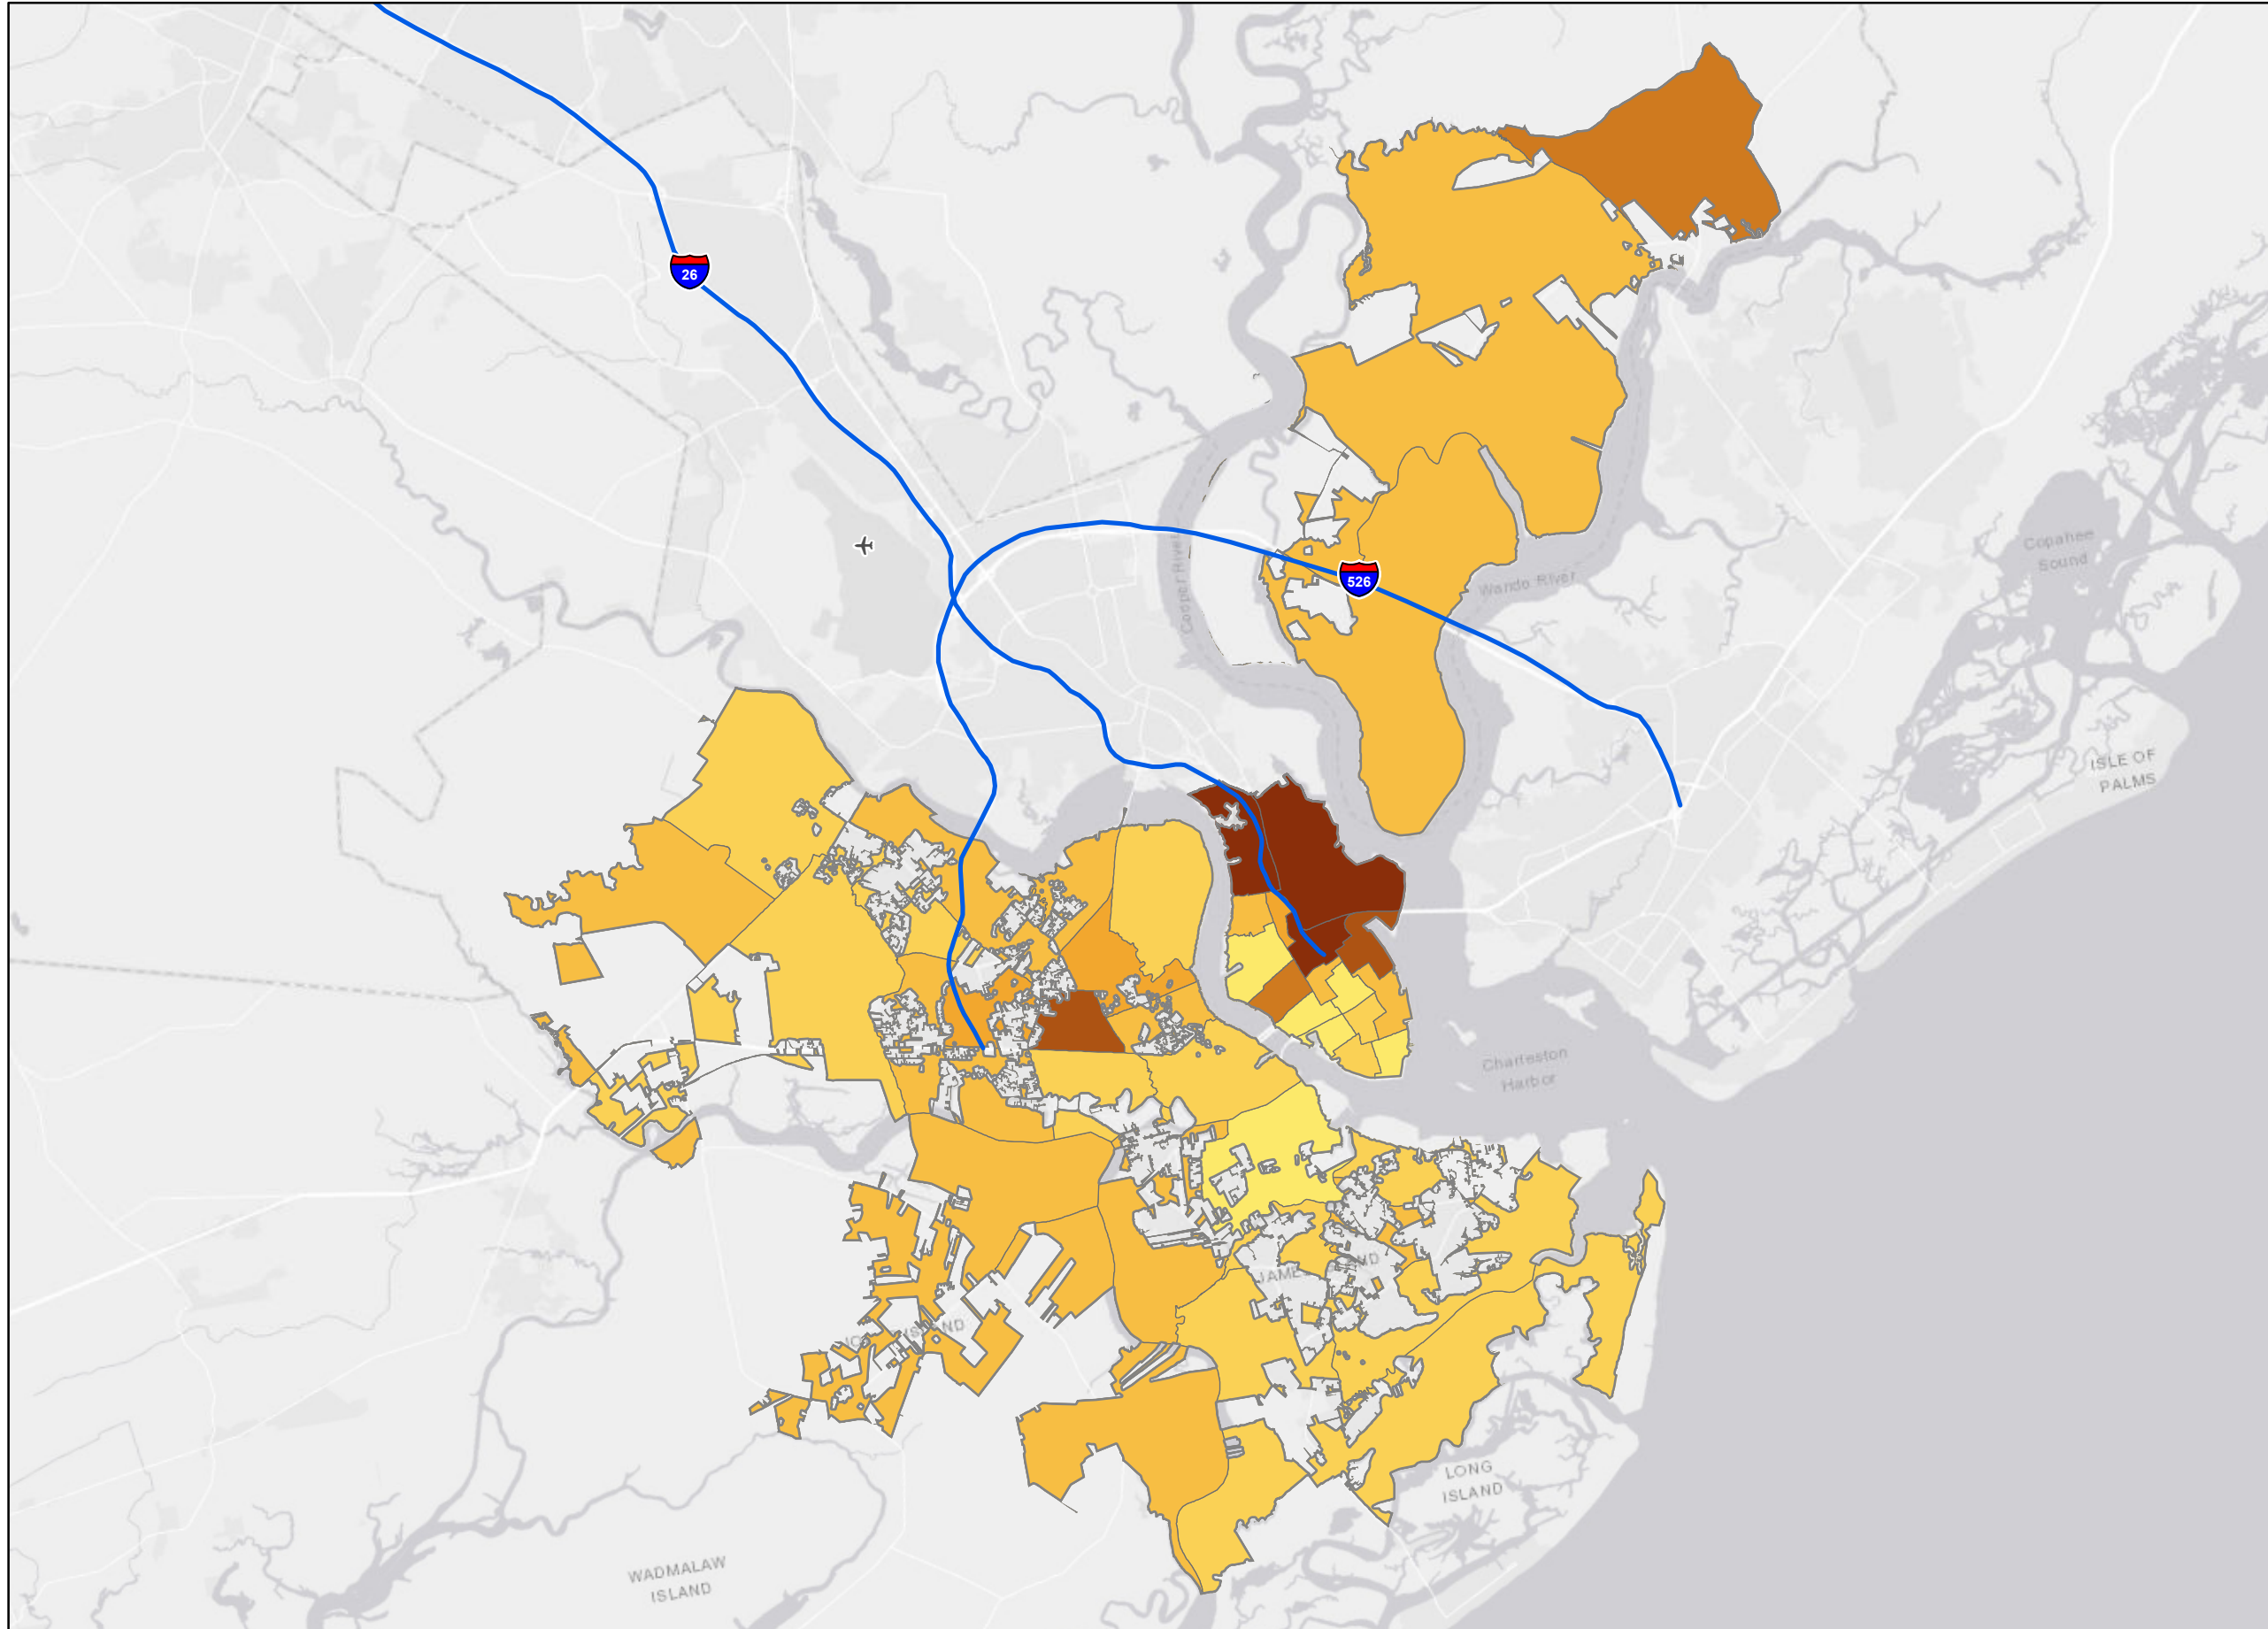 26
Copahee
Sound
526
Wando River
Cooper River
ISLE OF
PALMS
Charleston
Harbor
LONG
ISLAND
WADMALAW
ISLAND